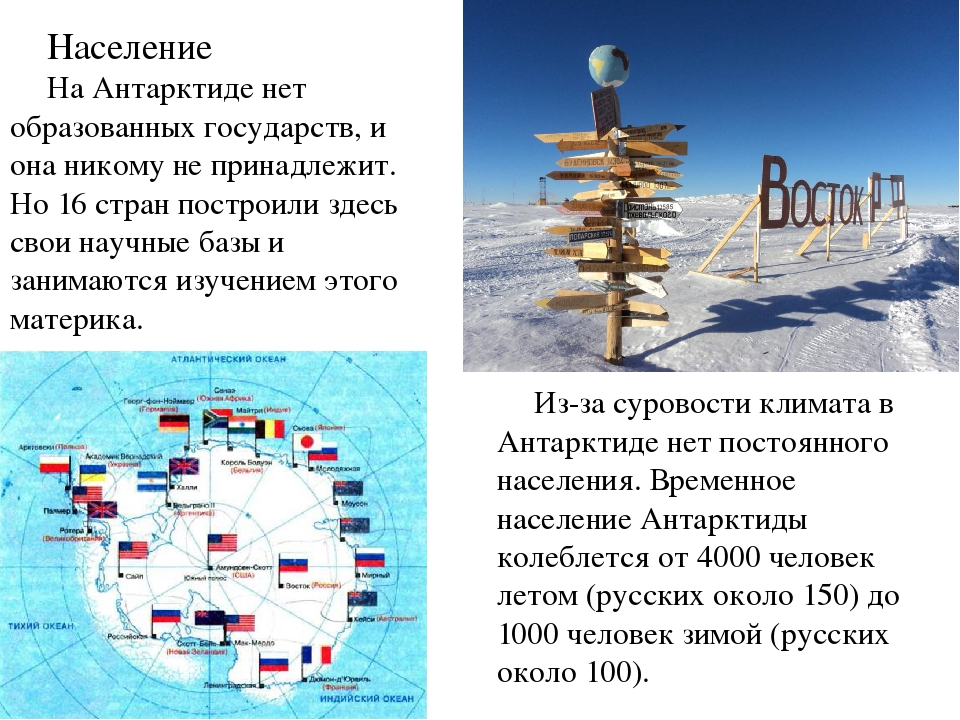 Население
На Антарктиде нет
образованных государств, и
она никому не принадлежит.
Но 16 стран построили здесь
свои научные базы и
занимаются изучением этого
материка.
ВОСТОК
АТЛАНТИЧЕСКИЙ ОКЕАН
Санаэ
(Южная Африка)
Георг-фон-Неймаер
(Германия)
Майтри (Индия)
Сьова (Япония)
Арктовски (Польша)
Академик Вернадский
(Украина)
Король Бодуэн
(Бельгия)
Молодежная
Халли
Моусон
Палмер
Бельграно II
(Аргентина)
Ротера
(Великобритания)
Сайп
Амундсен-Скотт
(США)
Южный полюс
Мирный
Восток (Россия)
Кейси (Австралия)
ТИХИЙ ОКЕАН
Российская
Скотт-Бейс
(Новая Зеландия)
Мак-Мердо
Ленинградская
Дюмон-д'Юрвиль
(Франция)
ИНДИЙСКИЙ ОКЕАН
Из-за суровости климата в
Антарктиде нет постоянного
населения. Временное
население Антарктиды
колеблется от 4000 человек
летом (русских около 150) до
1000 человек зимой (русских
около 100).